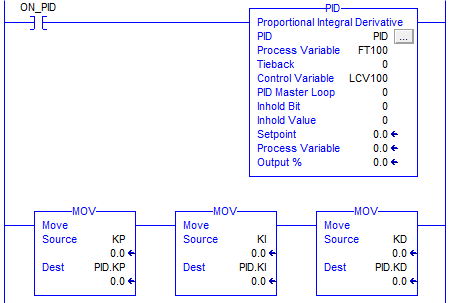 ON_PID
PID
Proportional Integral Derivative
PID PID ...
Process Variable FT100
Tieback 0
Control Variable LCV100
PID Master Loop 0
Inhold Bit 0
Inhold Value 0
Setpoint 0.0
Process Variable 0.0
Output % 0.0
MOV
Move
Source KP
0.0
Dest PID.KP
0.0
MOV
Move
Source KI
0.0
Dest PID.KI
0.0
MOV
Move
Source KD
0.0
Dest PID.KD
0.0